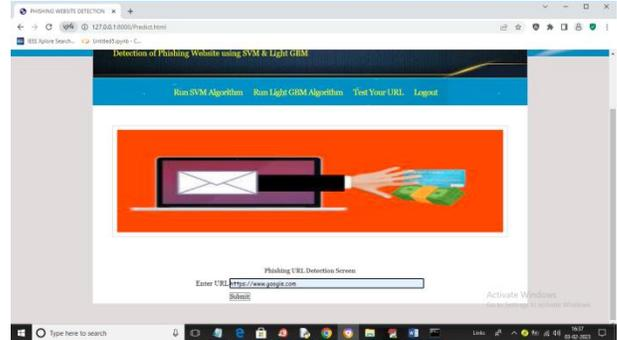 PHISHING WEBSITE DETECTION
127.0.0.1:8000/Predict.html
IEEE Xplore Search... Untitled5.ipynb - C...
Detection of Phishing Website using SVM & Light GBM
Run SVM Algorithm Run Light GBM Algorithm Test Your URL Logout
Phishing URL Detection Screen
Enter URL https://www.google.com
Submit
Activate Windows
Go to Settings to activate Windows.
Type here to search
Links
16:37
03-02-2023